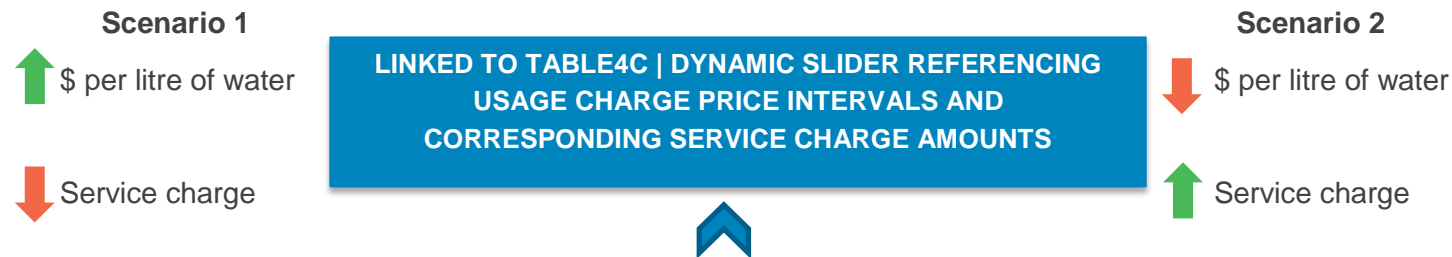 Scenario 1
$ per litre of water
Service charge
LINKED TO TABLE4C | DYNAMIC SLIDER REFERENCING
USAGE CHARGE PRICE INTERVALS AND
CORRESPONDING SERVICE CHARGE AMOUNTS
Scenario 2
$ per litre of water
Service charge